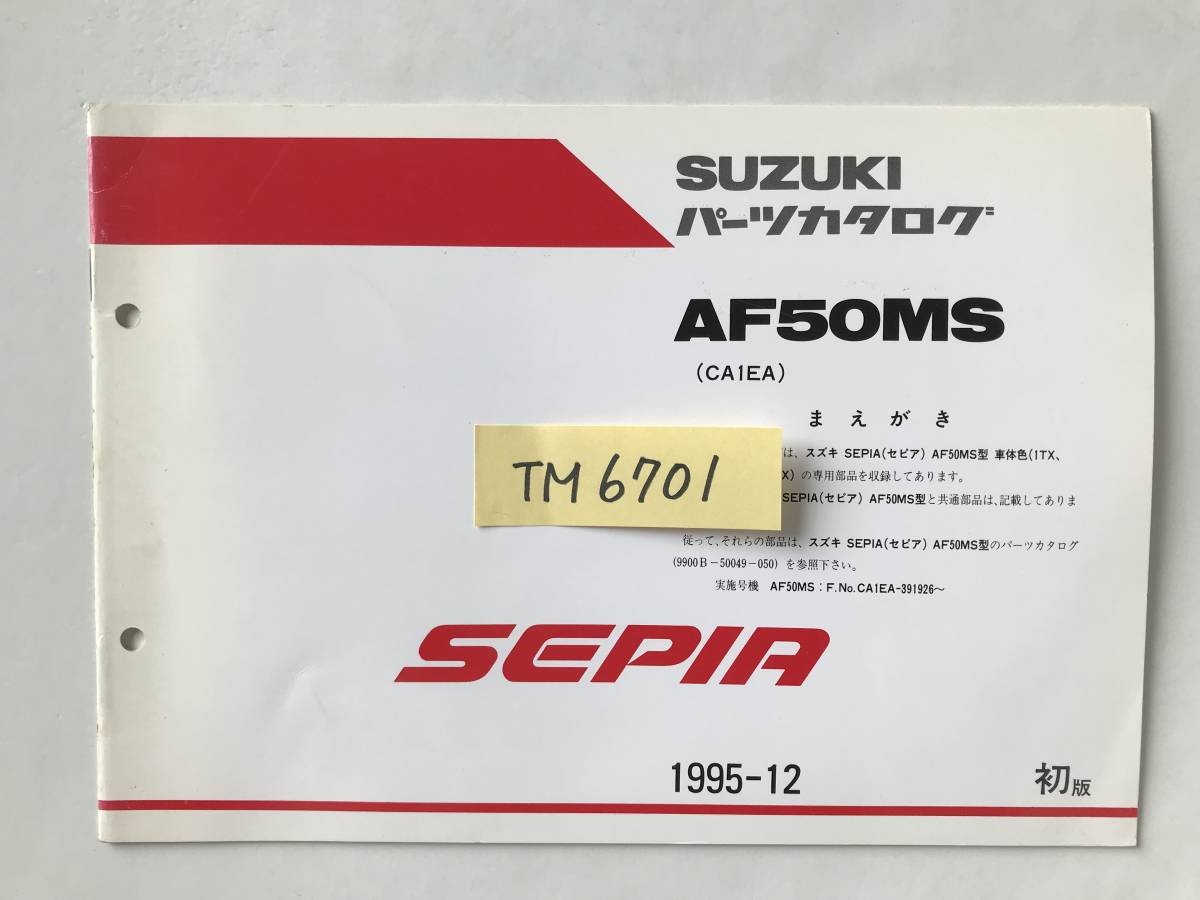 SUZUKI
パーツカタログ
AF50MS
(CA1EA)
まえがき
は、スズキ SEPIA(セピア) AF50MS型 車体色(1TX、
X) の専用部品を収録してあります。
SEPIA(セピア) AF50MS型と共通部品は、記載してありま
従って、それらの部品は、スズキ SEPIA(セピア) AF50MS型のパーツカタログ
(9900B-50049-050) を参照下さい。
実施号機 AF50MS：F.No.CA1EA-391926～
TM6701
SEPIA
1995-12
初版